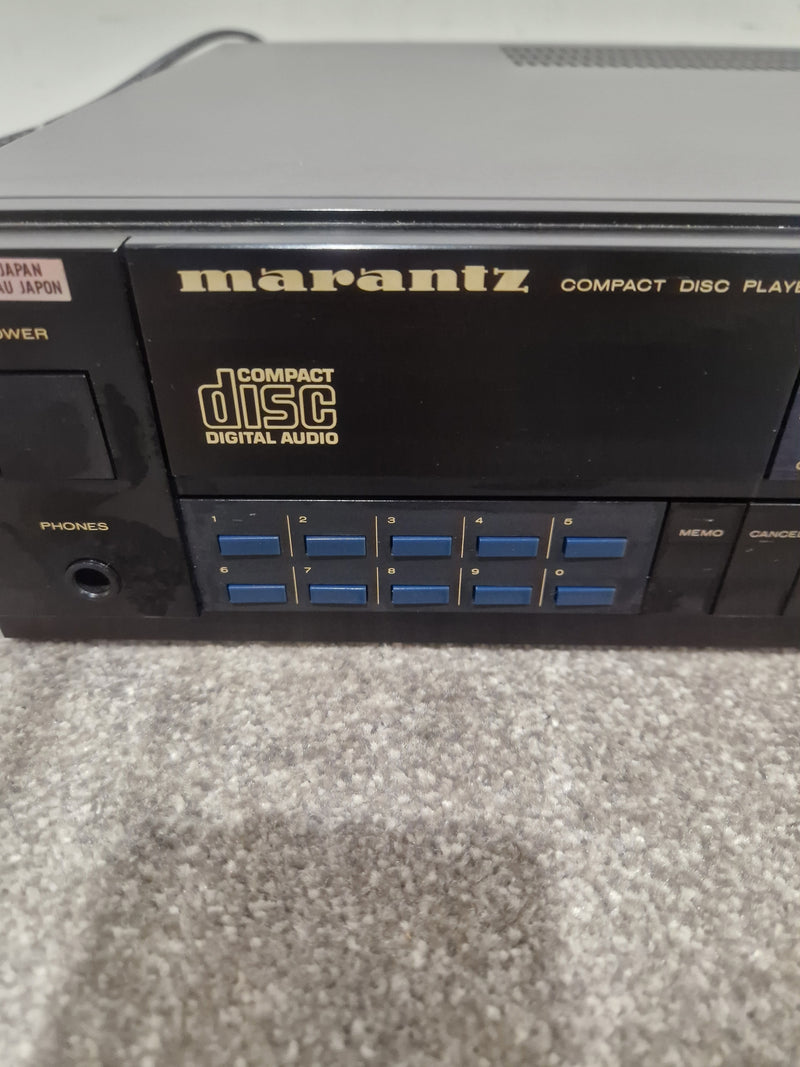 JAPAN
AU JAPON
marantz COMPACT DISC PLAYE
OWER
COMPACT
disc
DIGITAL AUDIO
PHONES
1 2 3 4 5
MEMO CANCEL
6 7 8 9 0